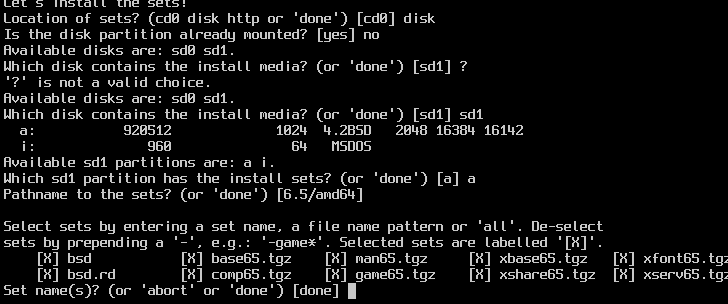 Let's install the sets!
Location of sets? (cd0 disk http or 'done') [cd0] disk
Is the disk partition already mounted? [yes] no
Available disks are: sd0 sd1.
Which disk contains the install media? (or 'done') [sd1] ?
'?' is not a valid choice.
Available disks are: sd0 sd1.
Which disk contains the install media? (or 'done') [sd1] sd1
a: 920512 1024 4.2BSD 2048 16384 16142
i: 960 64 MSDOS
Available sd1 partitions are: a i.
Which sd1 partition has the install sets? (or 'done') [a] a
Pathname to the sets? (or 'done') [6.5/amd64]
Select sets by entering a set name, a file name pattern or 'all'. De-select
sets by prepending a '-', e.g.: '-game*'. Selected sets are labelled '[X]'.
[X] bsd [X] base65.tgz [X] man65.tgz [X] xbase65.tgz [X] xfont65.tgz
[X] bsd.rd [X] comp65.tgz [X] game65.tgz [X] xshare65.tgz [X] xserv65.tgz
Set name(s)? (or 'abort' or 'done') [done]